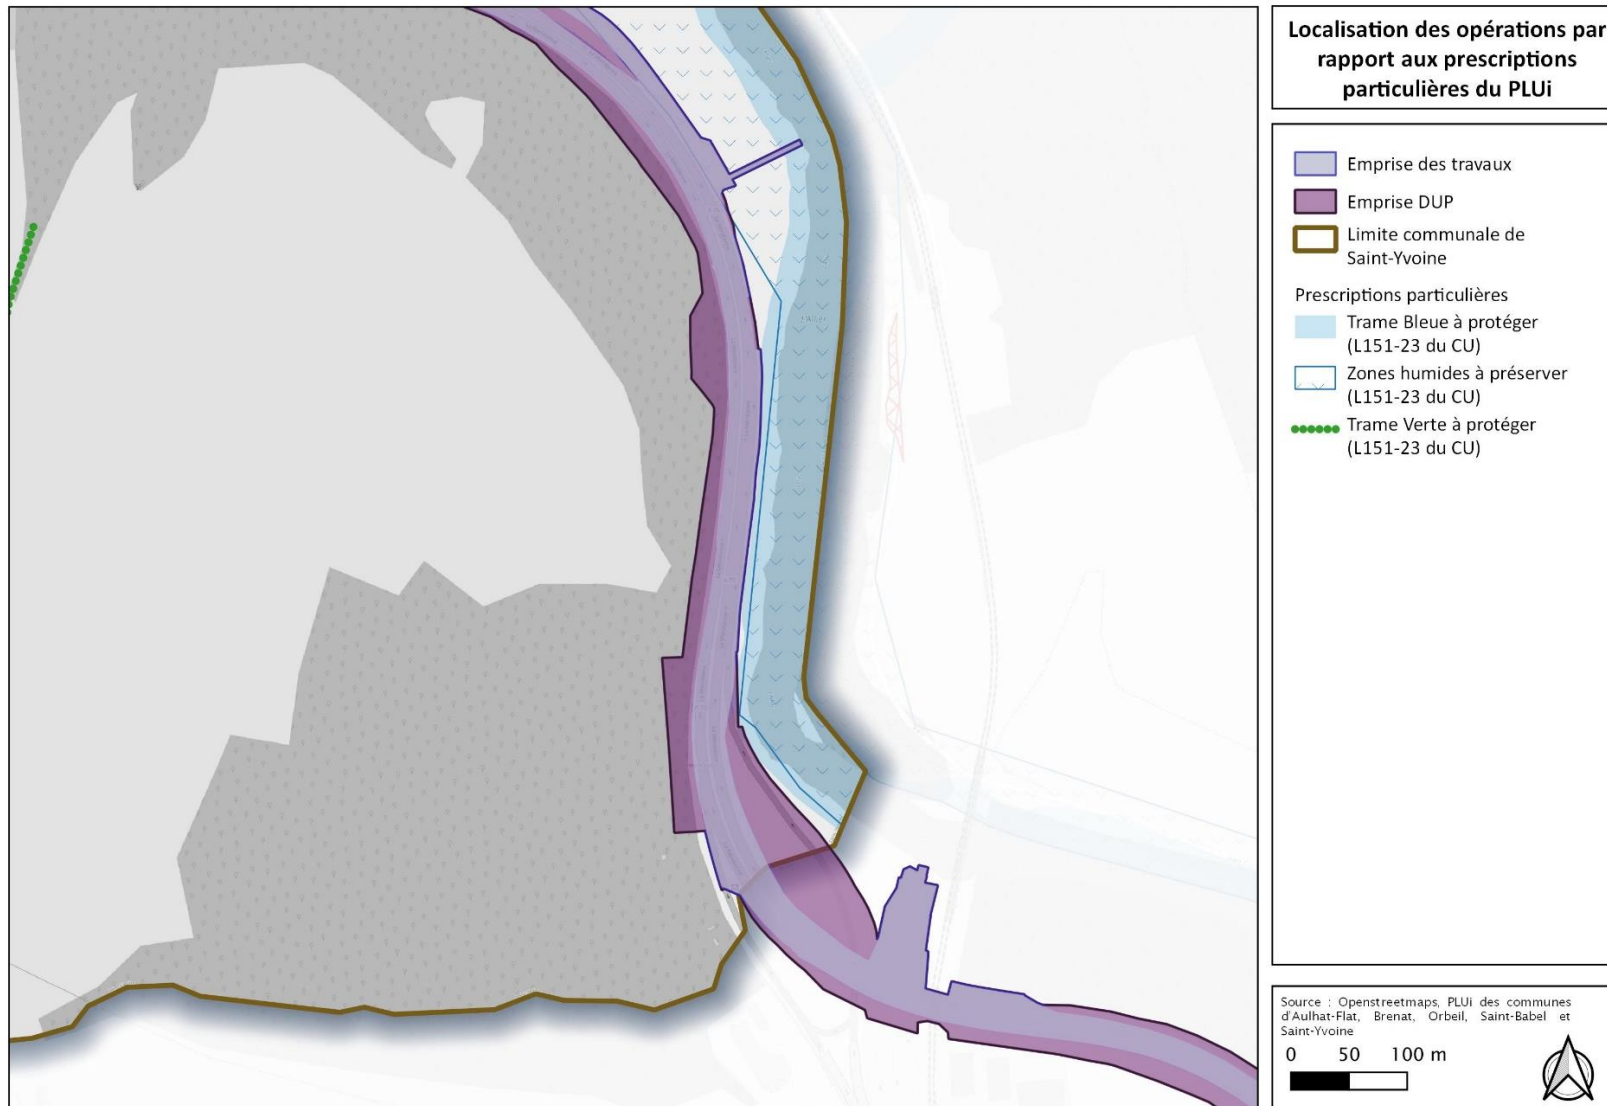 Localisation des opérations par
rapport aux prescriptions
particulières du PLUi
Emprise des travaux
Emprise DUP
Limite communale de
Saint-Yvoine
Prescriptions particulières
Trame Bleue à protéger
(L151-23 du CU)
Zones humides à préserver
(L151-23 du CU)
Trame Verte à protéger
(L151-23 du CU)
Source : Openstreetmaps, PLUi des communes
d'Aulhat-Flat, Brenat, Orbeil, Saint-Babel et
Saint-Yvoine
0 50 100 m